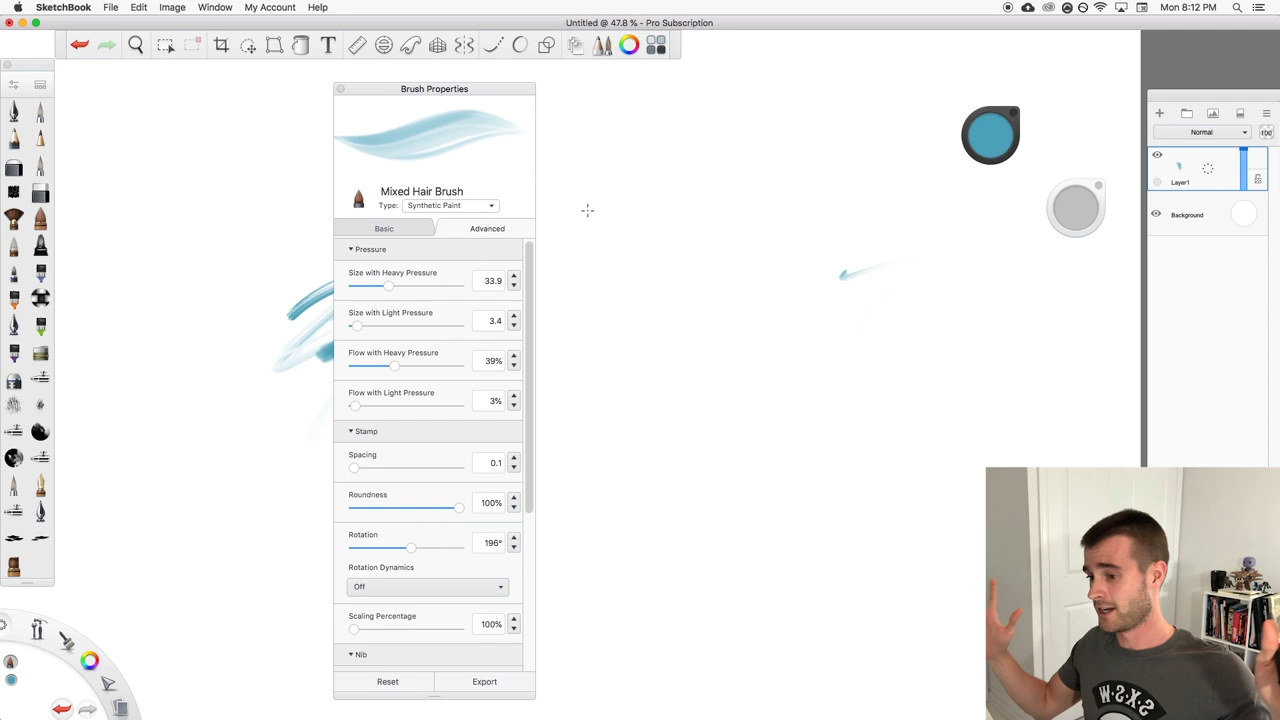 SketchBook File Edit Image Window My Account Help Mon 8:12 PM
Untitled @ 47.8 % - Pro Subscription
T
Brush Properties
Mixed Hair Brush
Type: Synthetic Paint
Basic Advanced
Pressure
Size with Heavy Pressure
33.9
Size with Light Pressure
3.4
Flow with Heavy Pressure
39%
Flow with Light Pressure
3%
Stamp
Spacing
0.1
Roundness
100%
Rotation
196°
Rotation Dynamics
Off
Scaling Percentage
100%
Nib
Reset Export
Normal 100
Layer1
Background
W.S.X.S